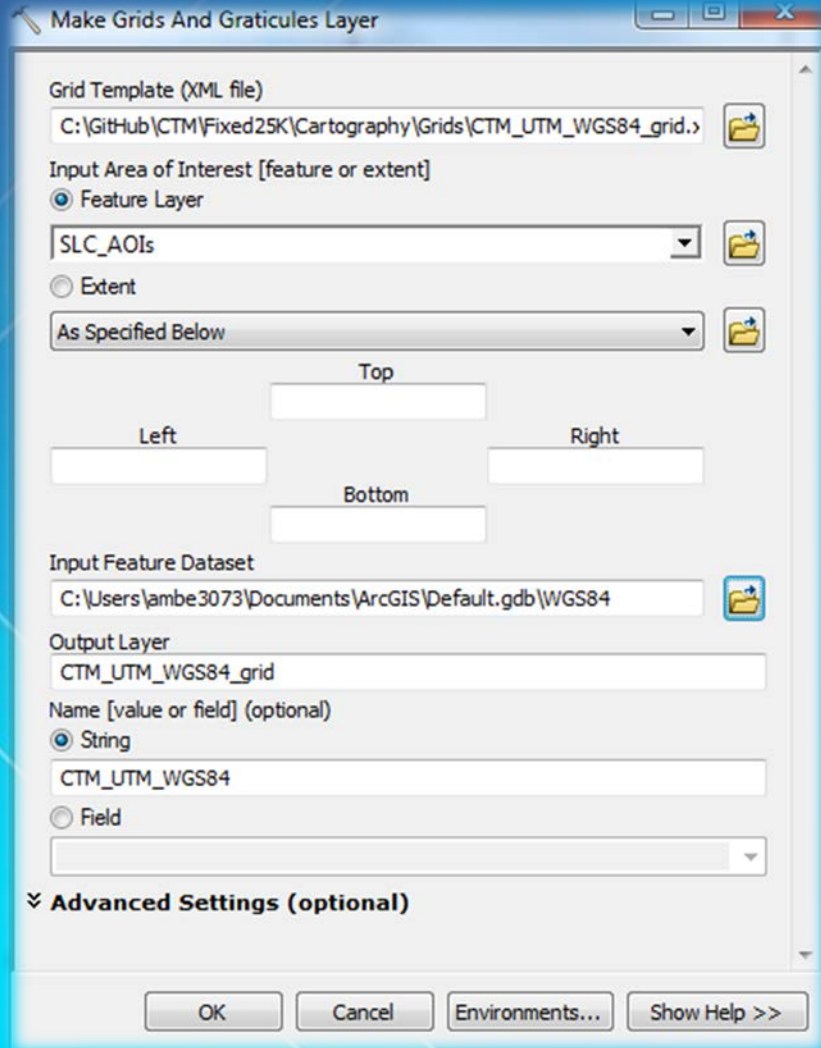 Make Grids And Graticules Layer
Grid Template (XML file)
C:\GitHub\CTM\Fixed25K\Cartography\Grids\CTM_UTM_WGS84_grid.x
Input Area of Interest [feature or extent]
Feature Layer
SLC_AOIs
Extent
As Specified Below
Top
Left Right
Bottom
Input Feature Dataset
C:\Users\ambe3073\Documents\ArcGIS\Default.gdb\WGS84
Output Layer
CTM_UTM_WGS84_grid
Name [value or field] (optional)
String
CTM_UTM_WGS84
Field
Advanced Settings (optional)
OK Cancel Environments... Show Help >>